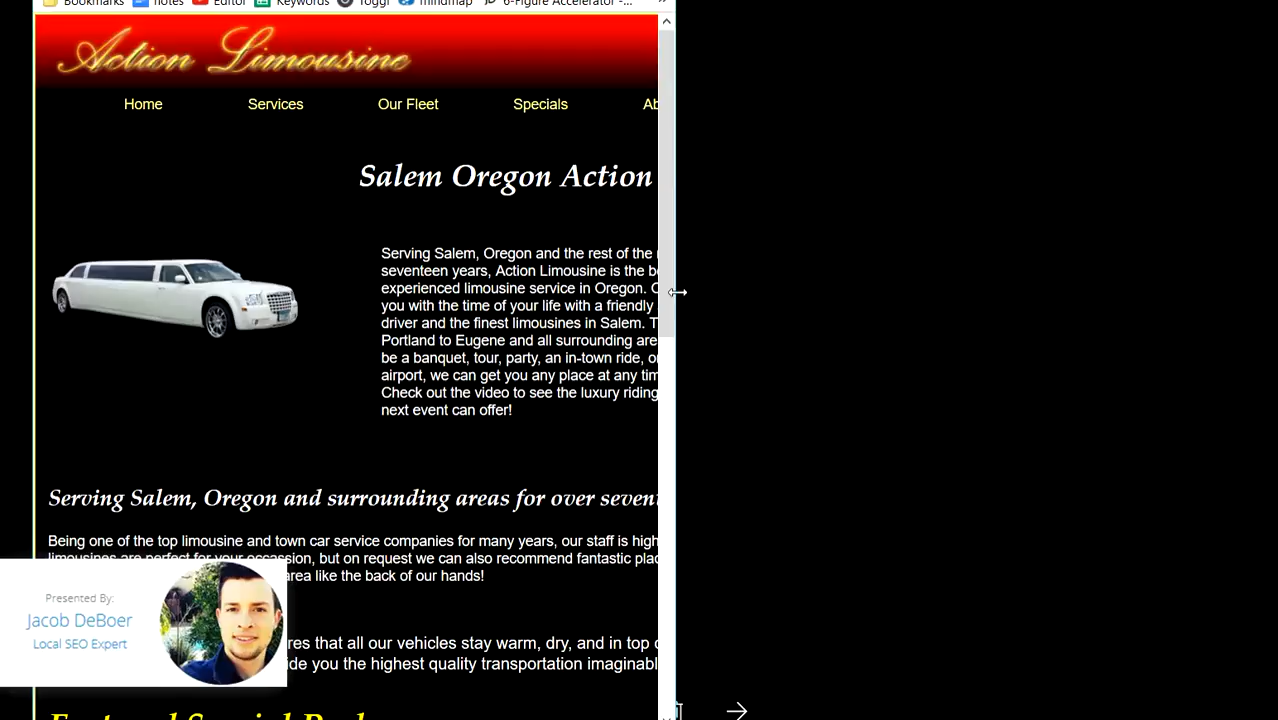 Bookmarks notes Editor Keywords Toggl mindmap 6-Figure Accelerator -...
Action Limousine
Home Services Our Fleet Specials Ab
Salem Oregon Action
Serving Salem, Oregon and the rest of the
seventeen years, Action Limousine is the be
experienced limousine service in Oregon.
you with the time of your life with a friendly
driver and the finest limousines in Salem. T
Portland to Eugene and all surrounding are
be a banquet, tour, party, an in-town ride, o
airport, we can get you any place at any tim
Check out the video to see the luxury riding
next event can offer!
Serving Salem, Oregon and surrounding areas for over sevent
Being one of the top limousine and town car service companies for many years, our staff is high
limousines are perfect for your occassion, but on request we can also recommend fantastic plac
area like the back of our hands!
res that all our vehicles stay warm, dry, and in top
ide you the highest quality transportation imaginabl
Presented By:
Jacob DeBoer
Local SEO Expert